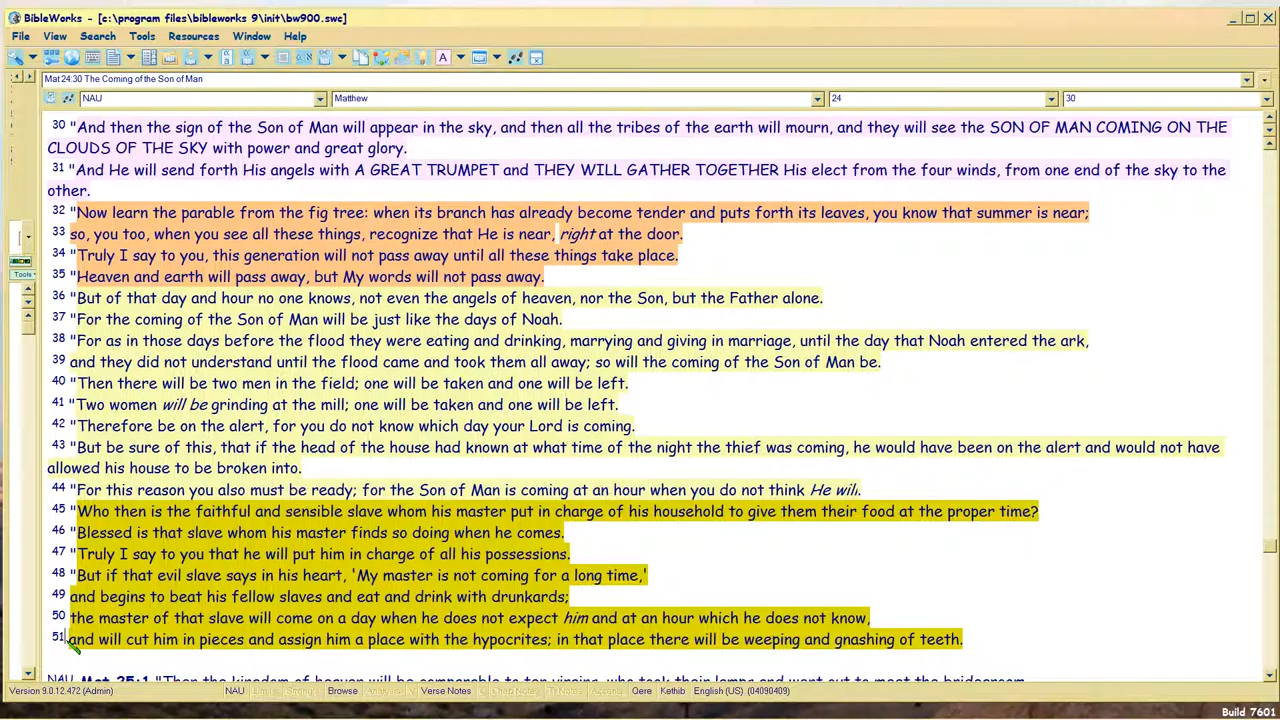 BibleWorks - [c:\program files\bibleworks 9\init\bw900.swc]
File View Search Tools Resources Window Help
Mat 24:30 The Coming of the Son of Man
NAU Matthew 24 30
30 "And then the sign of the Son of Man will appear in the sky, and then all the tribes of the earth will mourn, and they will see the SON OF MAN COMING ON THE
CLOUDS OF THE SKY with power and great glory.
31 "And He will send forth His angels with A GREAT TRUMPET and THEY WILL GATHER TOGETHER His elect from the four winds, from one end of the sky to the
other.
32 "Now learn the parable from the fig tree: when its branch has already become tender and puts forth its leaves, you know that summer is near;
33 so, you too, when you see all these things, recognize that He is near, right at the door.
34 "Truly I say to you, this generation will not pass away until all these things take place.
35 "Heaven and earth will pass away, but My words will not pass away.
36 "But of that day and hour no one knows, not even the angels of heaven, nor the Son, but the Father alone.
37 "For the coming of the Son of Man will be just like the days of Noah.
38 "For as in those days before the flood they were eating and drinking, marrying and giving in marriage, until the day that Noah entered the ark,
39 and they did not understand until the flood came and took them all away; so will the coming of the Son of Man be.
40 "Then there will be two men in the field; one will be taken and one will be left.
41 "Two women will be grinding at the mill; one will be taken and one will be left.
42 "Therefore be on the alert, for you do not know which day your Lord is coming.
43 "But be sure of this, that if the head of the house had known at what time of the night the thief was coming, he would have been on the alert and would not have
allowed his house to be broken into.
44 "For this reason you also must be ready; for the Son of Man is coming at an hour when you do not think He will.
45 "Who then is the faithful and sensible slave whom his master put in charge of his household to give them their food at the proper time?
46 "Blessed is that slave whom his master finds so doing when he comes.
47 "Truly I say to you that he will put him in charge of all his possessions.
48 "But if that evil slave says in his heart, 'My master is not coming for a long time,'
49 and begins to beat his fellow slaves and eat and drink with drunkards;
50 the master of that slave will come on a day when he does not expect him and at an hour which he does not know,
51 and will cut him in pieces and assign him a place with the hypocrites; in that place there will be weeping and gnashing of teeth.
Tools
NAU Mat 25:1 "Then the kingdom of heaven will be comparable to ten virgins, who took their lamps and went out to meet the bridegroom.
Version 9.0.12.472 (Admin) NAU Browse Verse Notes Qere Kethib English (US) (04090409)
Build 7601